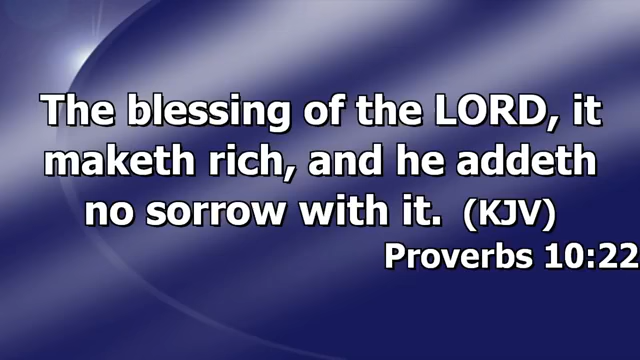 The blessing of the LORD, it
maketh rich, and he addeth
no sorrow with it. (KJV)
Proverbs 10:22